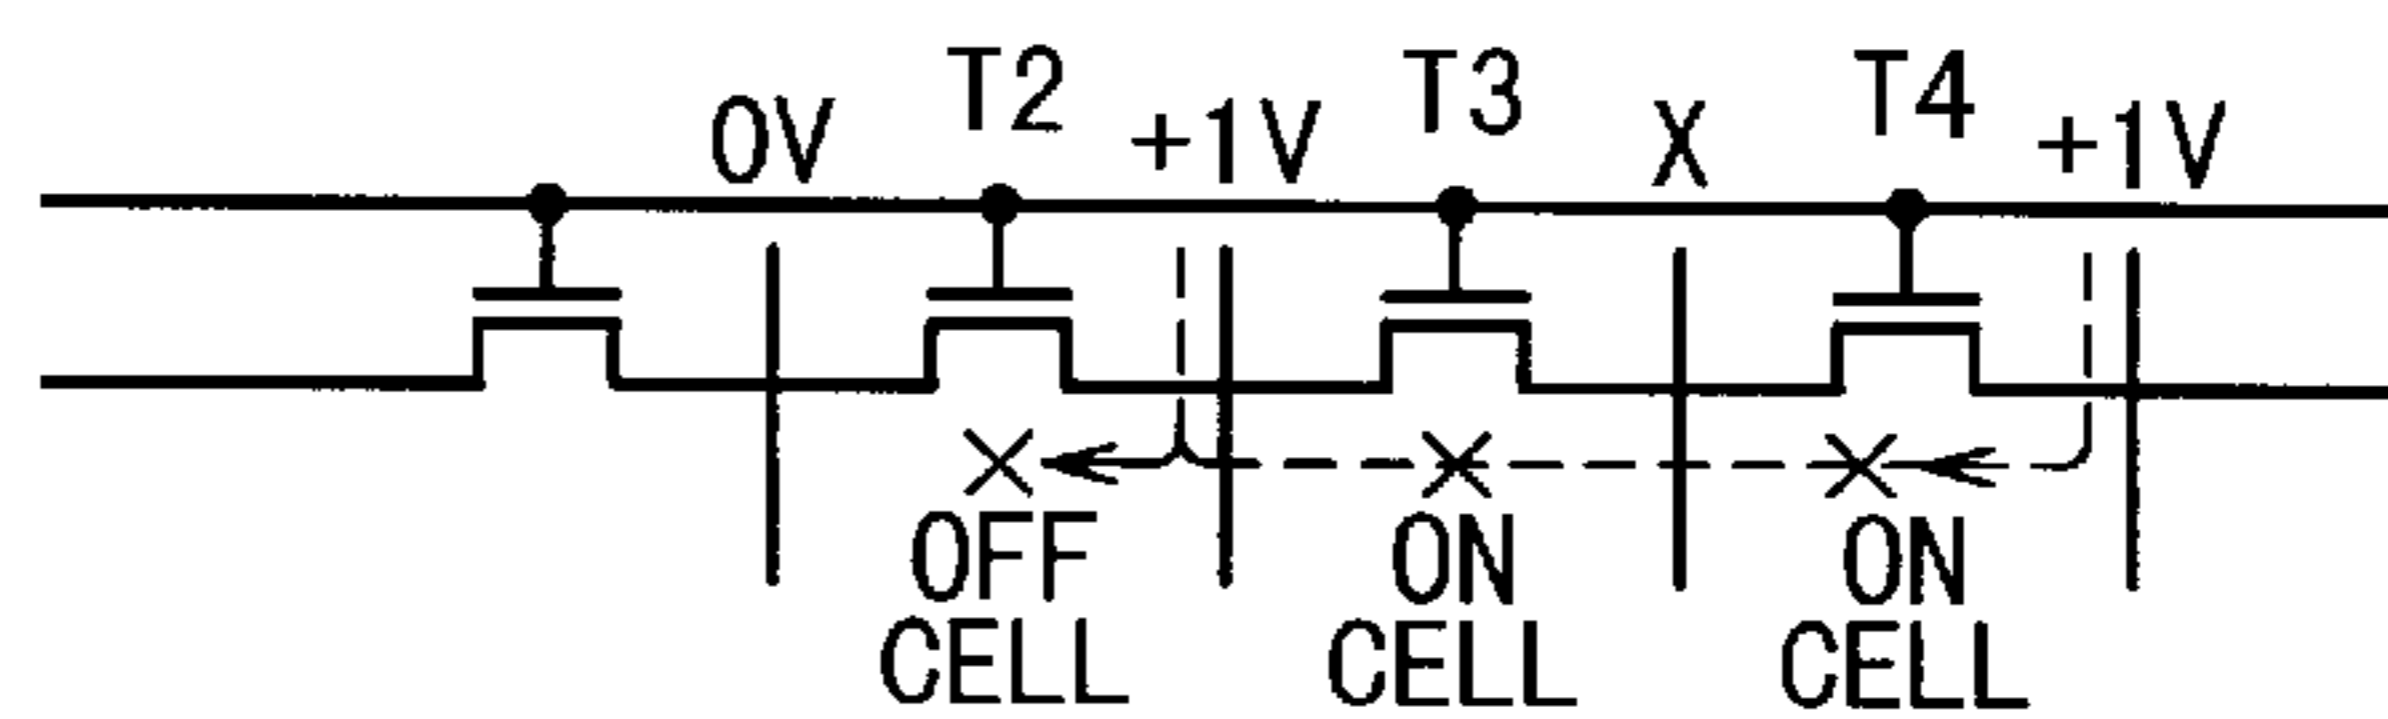 T2 T3 T4
0V +1V X +1V
OFF ON ON
CELL CELL CELL